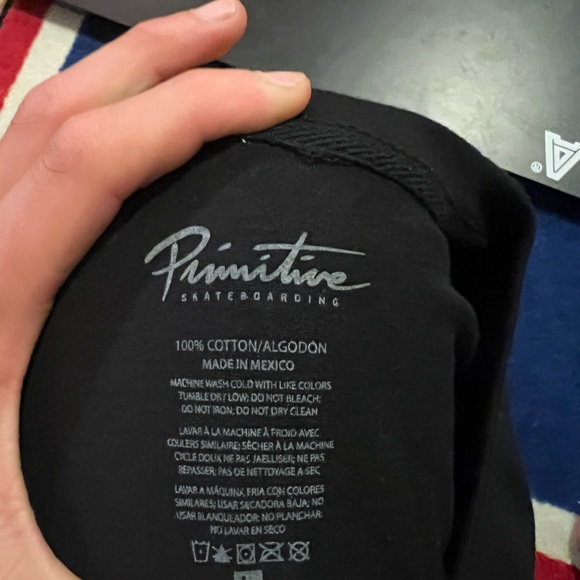 Primitive
SKATEBOARDING
100% COTTON/ALGODÓN
MADE IN MEXICO
MACHINE WASH COLD WITH LIKE COLORS
TUMBLE DRY LOW; DO NOT BLEACH;
DO NOT IRON; DO NOT DRY CLEAN
LAVAR À LA MACHINE À FROID AVEC
COULERS SIMILAIRE; SÈCHER À LA MACHINE
CYCLE DOUX NE PAS JAELLISER; NE PAS
REPASSER; PAS DE NETTOYAGE A SEC
LAVAR A MÁQUINA, FRIA CON COLORES
SIMILARES; USAR SECADORA BAJA; NO
USAR BLANQUEADOR; NO PLANCHAR;
NO LAVAR EN SECO
®